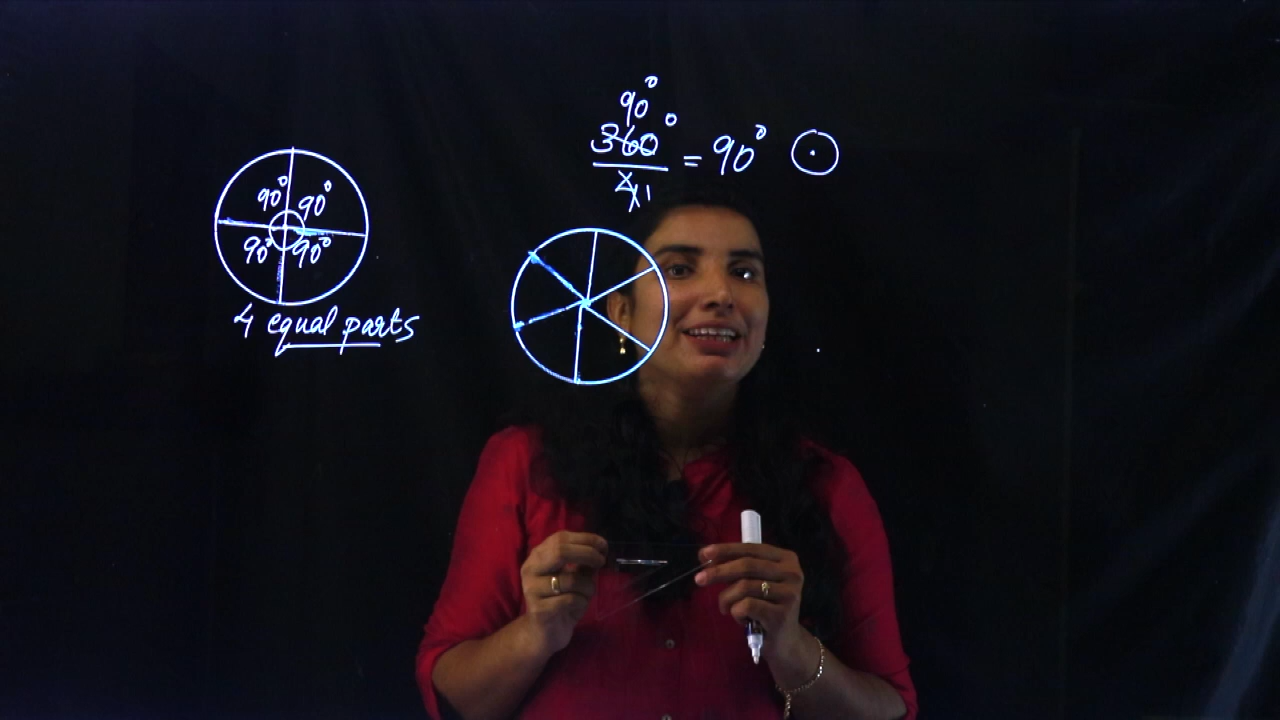 90° 90°
90° 90°
4 equal parts
90°
360° = 90°
4 1